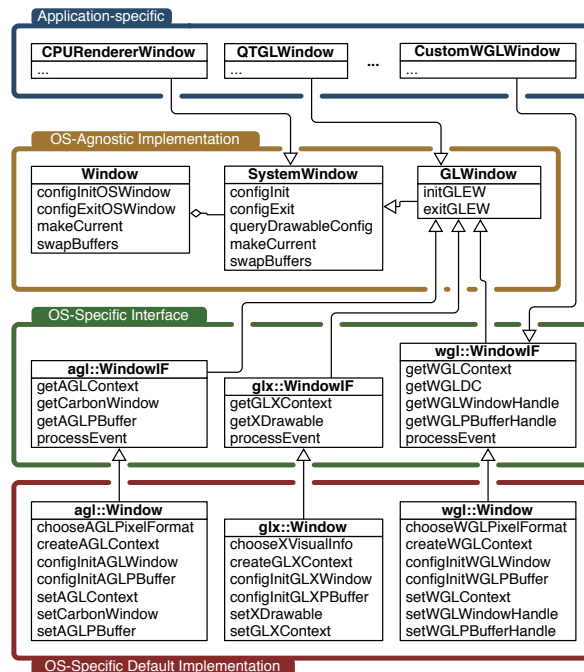 Application-specific
CPURendererWindow
...
QTGLWindow
...
...
CustomWGLWindow
...
OS-Agnostic Implementation
Window
configInitOSWindow
configExitOSWindow
makeCurrent
swapBuffers
SystemWindow
configInit
configExit
queryDrawableConfig
makeCurrent
swapBuffers
GLWindow
initGLEW
exitGLEW
OS-Specific Interface
agl::WindowIF
getAGLContext
getCarbonWindow
getAGLPBuffer
processEvent
glx::WindowIF
getGLXContext
getXDrawable
processEvent
wgl::WindowIF
getWGLContext
getWGLDC
getWGLWindowHandle
getWGLPBufferHandle
processEvent
agl::Window
chooseAGLPixelFormat
createAGLContext
configInitAGLWindow
configInitAGLPBuffer
setAGLContext
setCarbonWindow
setAGLPBuffer
glx::Window
chooseXVisualInfo
createGLXContext
configInitGLXWindow
configInitGLXPBuffer
setXDrawable
setGLXContext
wgl::Window
chooseWGLPixelFormat
createWGLContext
configInitWGLWindow
configInitWGLPBuffer
setWGLContext
setWGLWindowHandle
setWGLPBufferHandle
OS-Specific Default Implementation